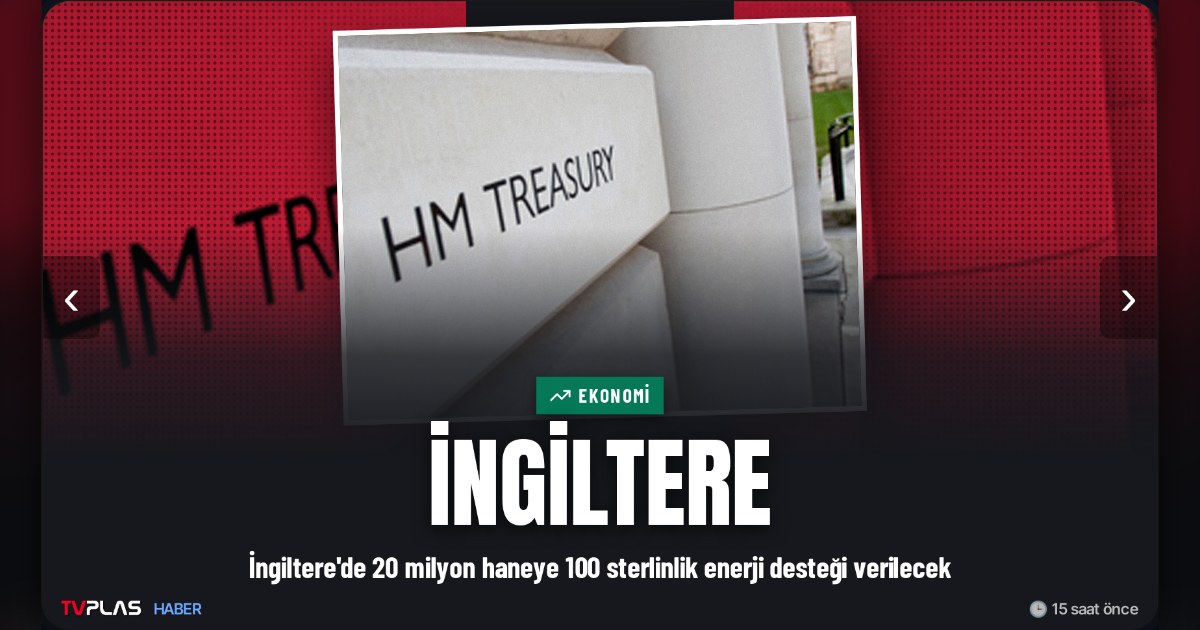 HM TREASURY
HM TRE
EKONOMİ
İNGİLTERE
İngiltere'de 20 milyon haneye 100 sterlinlik enerji desteği verilecek
TVPLAS HABER
15 saat önce